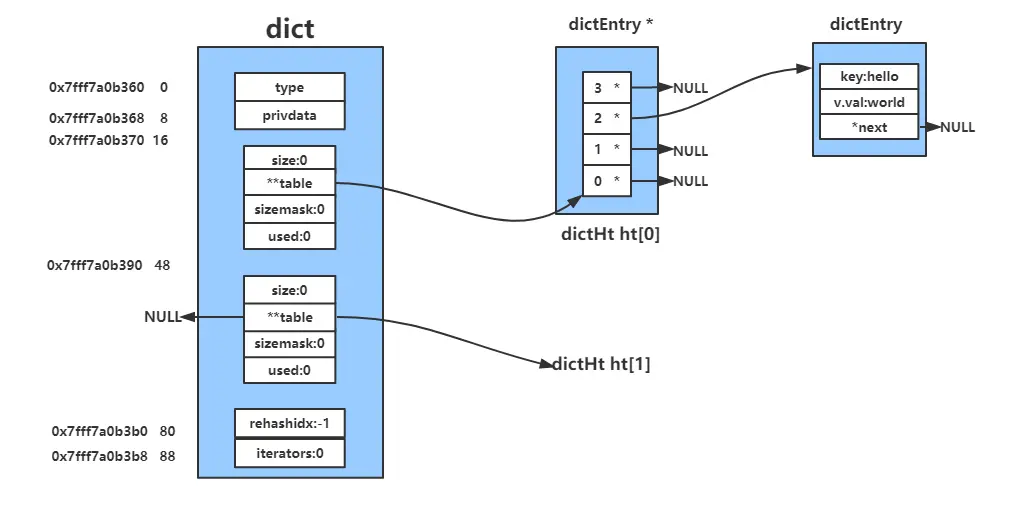 dict
0x7fff7a0b360 0
type
0x7fff7a0b368 8
privdata
0x7fff7a0b370 16
size:0
**table
sizemask:0
used:0
0x7fff7a0b390 48
size:0
NULL
**table
sizemask:0
used:0
rehashidx:-1
0x7fff7a0b3b0 80
iterators:0
0x7fff7a0b3b8 88
dictEntry *
3 * NULL
2 *
1 * NULL
0 * NULL
dictHt ht[0]
dictHt ht[1]
dictEntry
key:hello
v.val:world
*next NULL